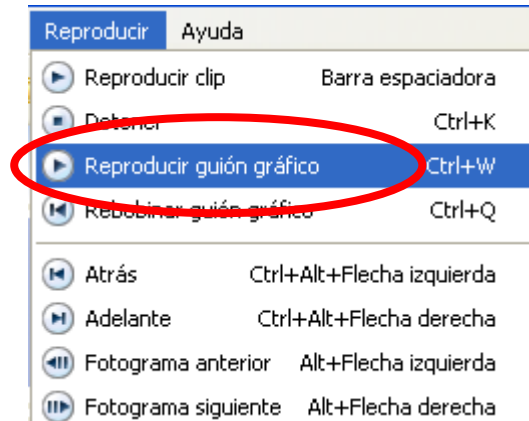 Reproducir Ayuda
Reproducir clip Barra espaciadora
Detener Ctrl+K
Reproducir guión gráfico Ctrl+W
Rebobinar guión gráfico Ctrl+Q
Atrás Ctrl+Alt+Flecha izquierda
Adelante Ctrl+Alt+Flecha derecha
Fotograma anterior Alt+Flecha izquierda
Fotograma siguiente Alt+Flecha derecha